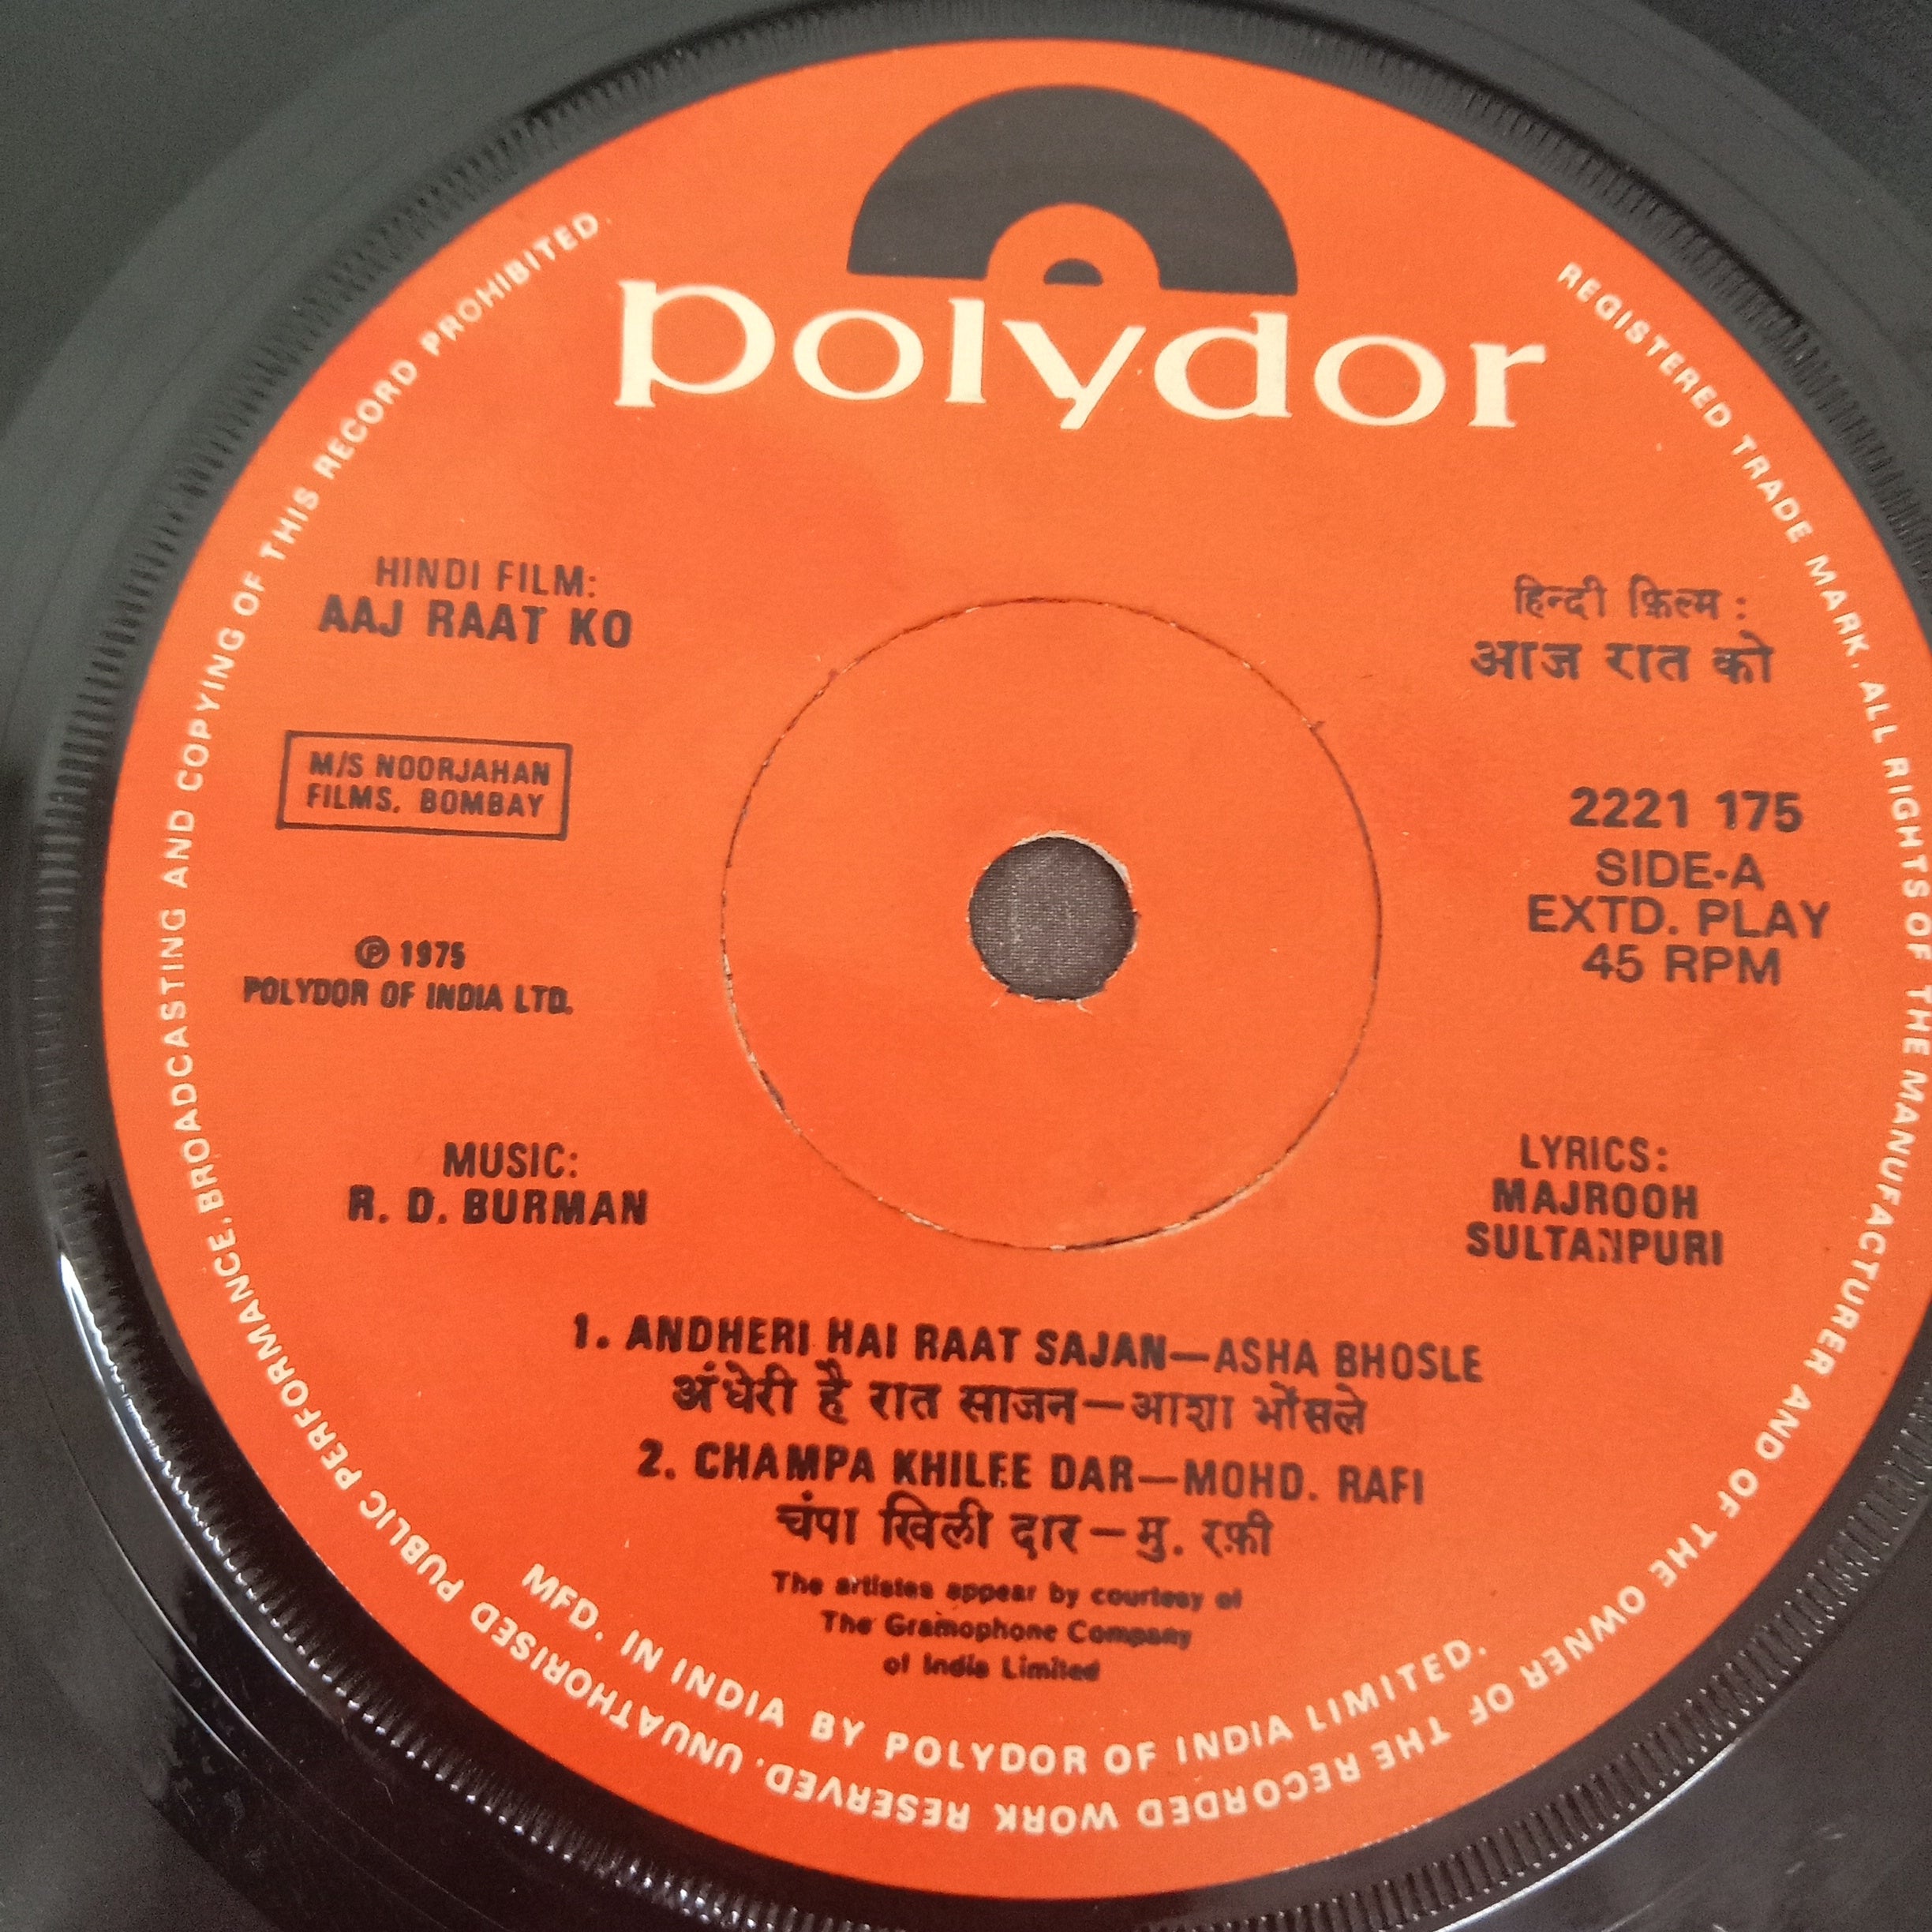 polydor
HINDI FILM:
AAJ RAAT KO
हिन्दी फ़िल्म :
आज रात को
M/S NOORJAHAN
FILMS. BOMBAY
2221 175
SIDE-A
EXTD. PLAY
45 RPM
Ⓟ 1975
POLYDOR OF INDIA LTD.
MUSIC:
R. D. BURMAN
LYRICS:
MAJROOH
SULTANPURI
1. ANDHERI HAI RAAT SAJAN—ASHA BHOSLE
अंधेरी है रात साजन—आशा भोंसले
2. CHAMPA KHILEE DAR—MOHD. RAFI
चंपा खिली दार—मु. रफ़ी
The artistes appear by courtesy of
The Gramophone Company
of India Limited
MFD. IN INDIA BY POLYDOR OF INDIA LIMITED.
REGISTERED TRADE MARK. ALL RIGHTS OF THE MANUFACTURER AND OF THE OWNER OF THE RECORDED WORK RESERVED. UNUATHORISED PUBLIC PERFORMANCE, BROADCASTING AND COPYING OF THIS RECORD PROHIBITED.